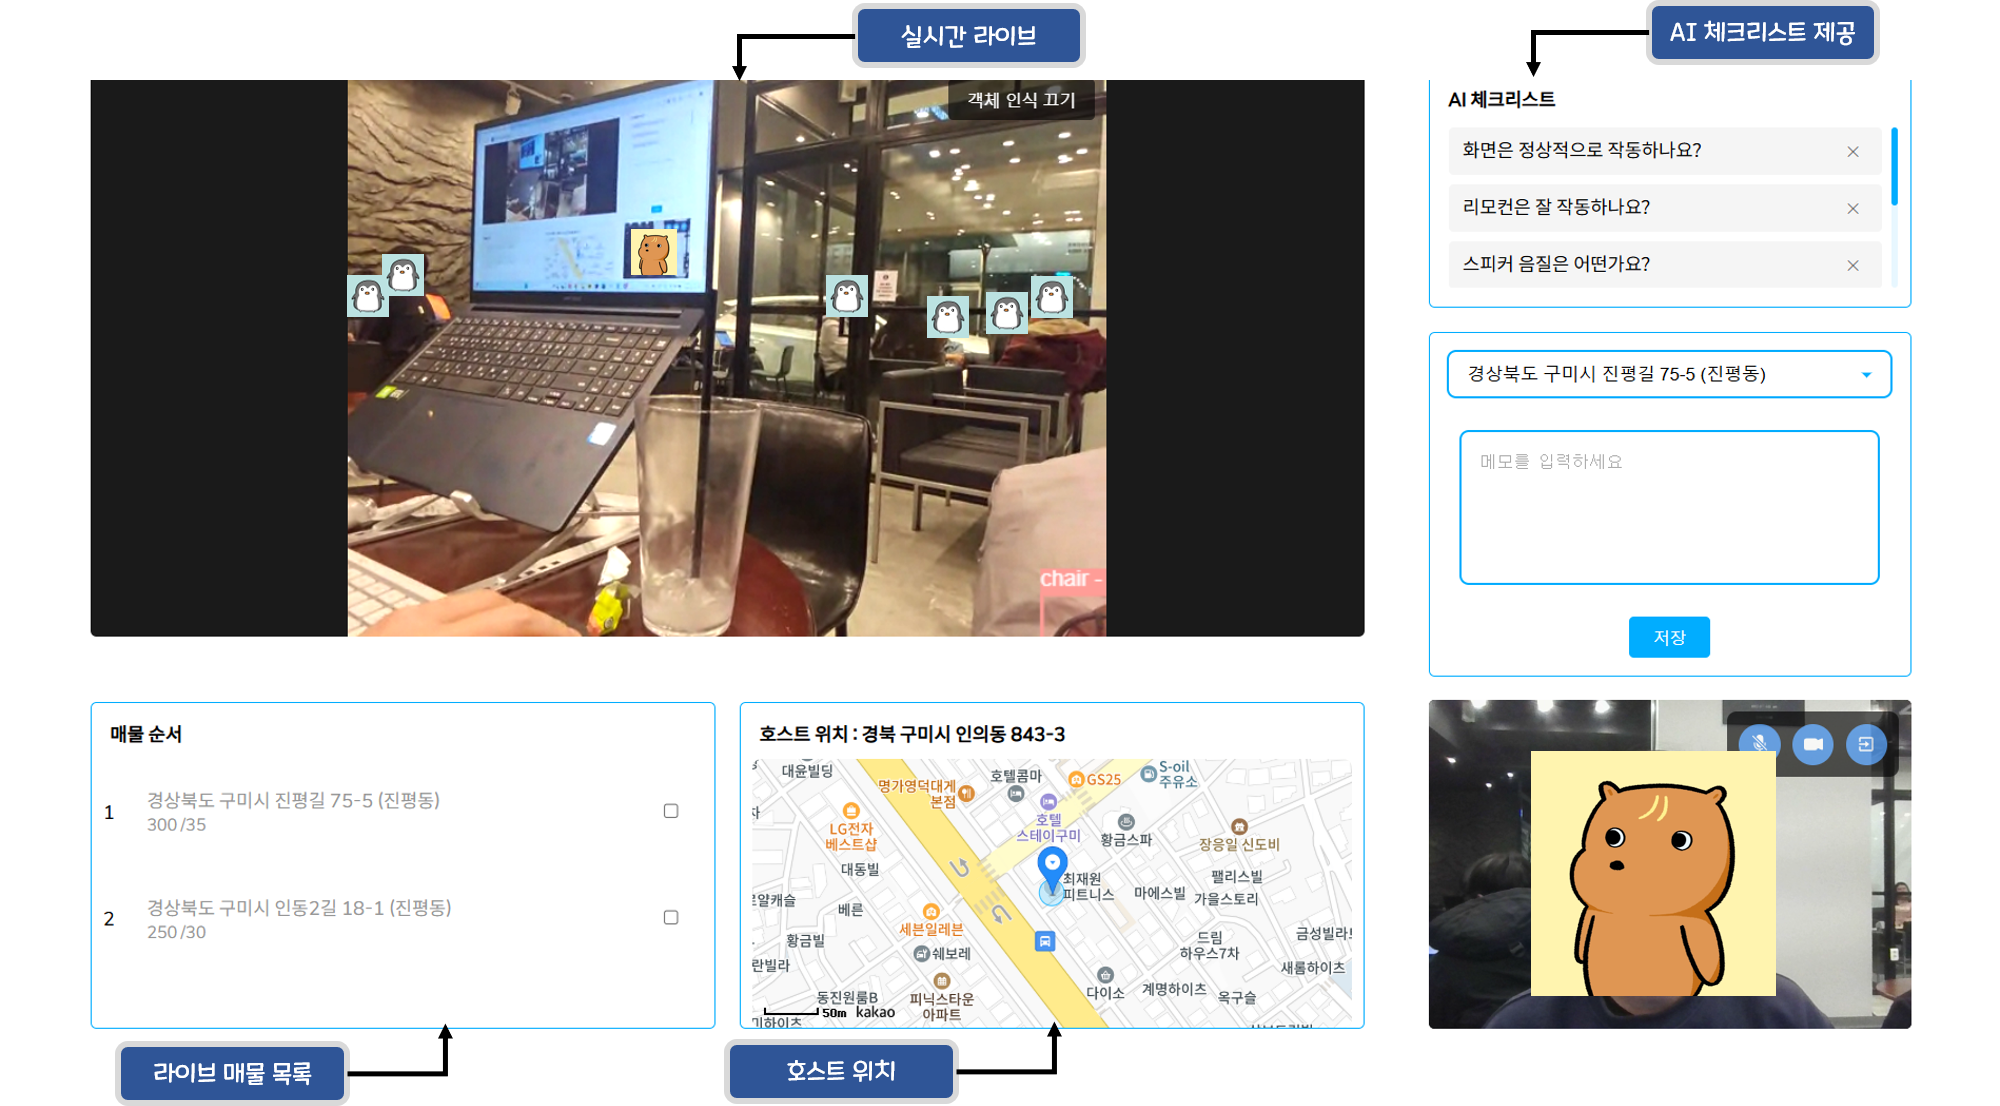 실시간 라이브
AI 체크리스트 제공
객체 인식 끄기
chair -
AI 체크리스트
화면은 정상적으로 작동하나요?
리모컨은 잘 작동하나요?
스피커 음질은 어떤가요?
경상북도 구미시 진평길 75-5 (진평동)
메모를 입력하세요
저장
매물 순서
1
경상북도 구미시 진평길 75-5 (진평동)
300 /35
2
경상북도 구미시 인동2길 18-1 (진평동)
250 /30
호스트 위치 : 경북 구미시 인의동 843-3
대윤빌딩
명가영덕대게
본점
호텔콤마
GS25
S-oil
주유소
LG전자
베스트샵
호텔
스테이구미
황금스파
장응일 신도비
대동빌
최재원
피트니스
마에스빌
팰리스빌
가을스토리
로얄캐슬
베른
세븐일레븐
황금빌
쉐보레
드림
하우스7차
금성빌라
란빌라
새롬하이츠
피닉스타운
아파트
다이소
계명하이츠
옥구슬
동진원룸B
50m
kakao
미하이츠
라이브 매물 목록
호스트 위치